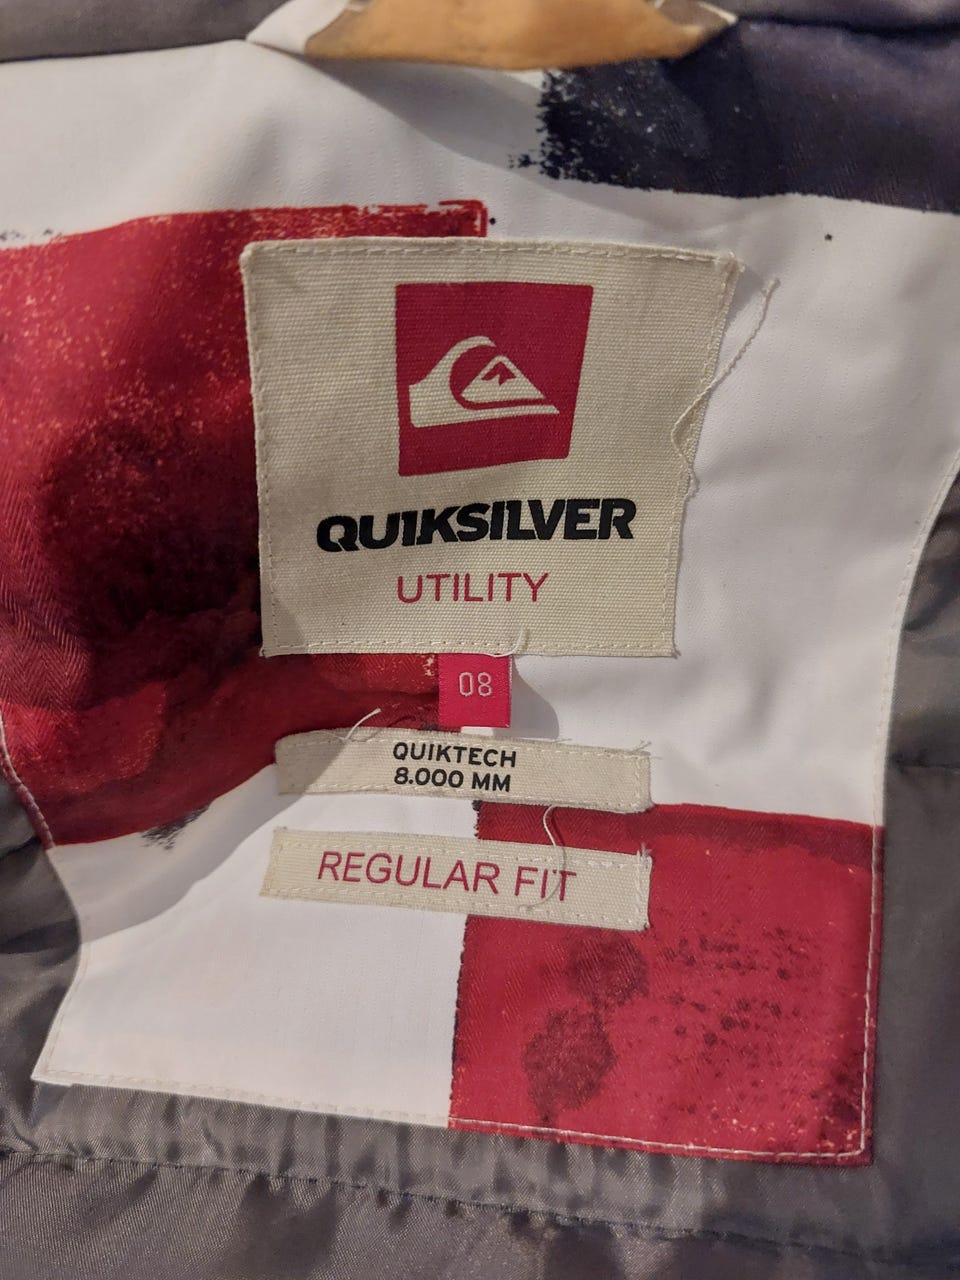 QUIKSILVER
UTILITY
08
QUIKTECH
8.000 MM
REGULAR FIT